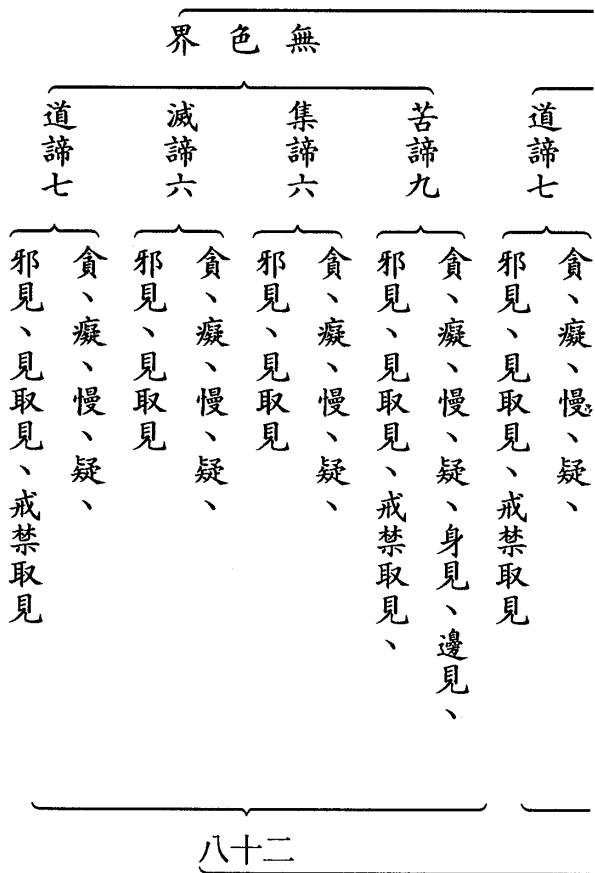 道諦七
貪、癡、慢、疑、
邪見、見取見、戒禁取見
無色界
苦諦九
貪、癡、慢、疑、身見、邊見、
邪見、見取見、戒禁取見、
集諦六
貪、癡、慢、疑、
邪見、見取見
滅諦六
貪、癡、慢、疑、
邪見、見取見
道諦七
貪、癡、慢、疑、
邪見、見取見、戒禁取見
二十八